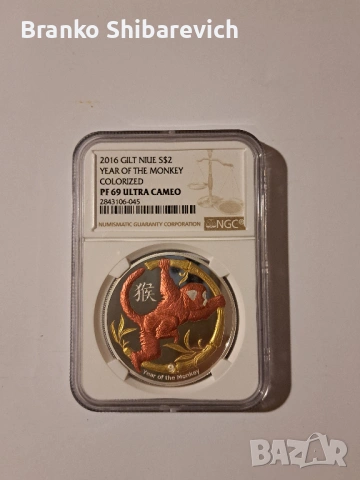 Branko Shibarevich
2016 GILT NIUE S$2
YEAR OF THE MONKEY
COLORIZED
PF 69 ULTRA CAMEO
2843106-045
NUMISMATIC GUARANTY CORPORATION
NGC
猴
$2
Year of the Monkey
BAZAR